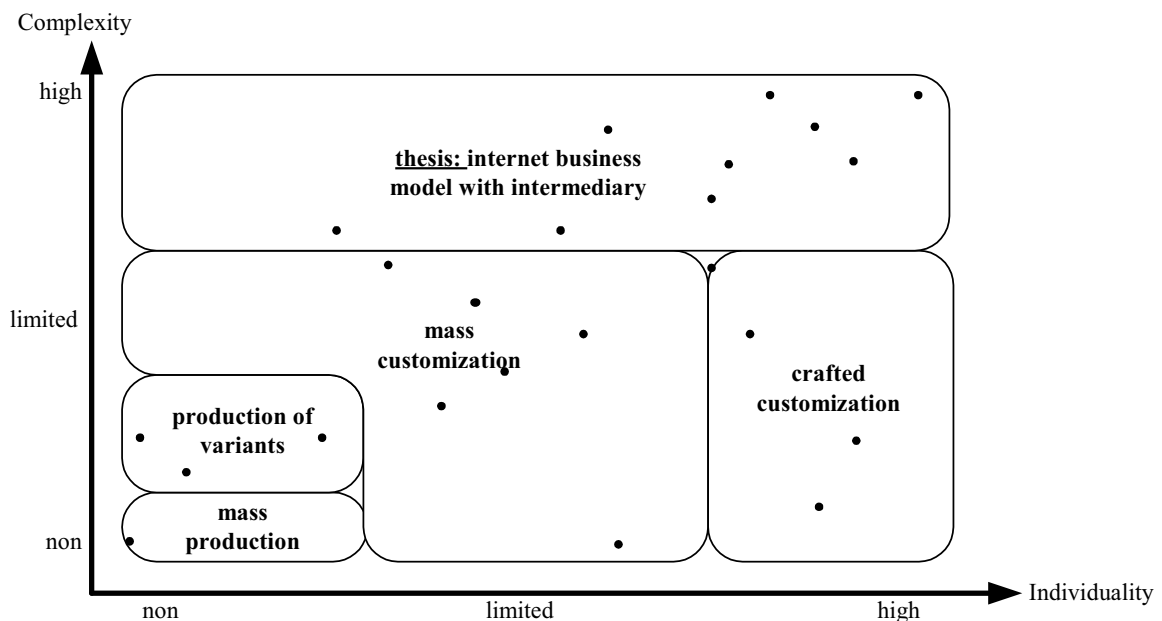 Complexity
high
thesis: internet business
model with intermediary
limited
mass
customization
crafted
customization
production of
variants
mass
production
non
Individuality
non
limited
high